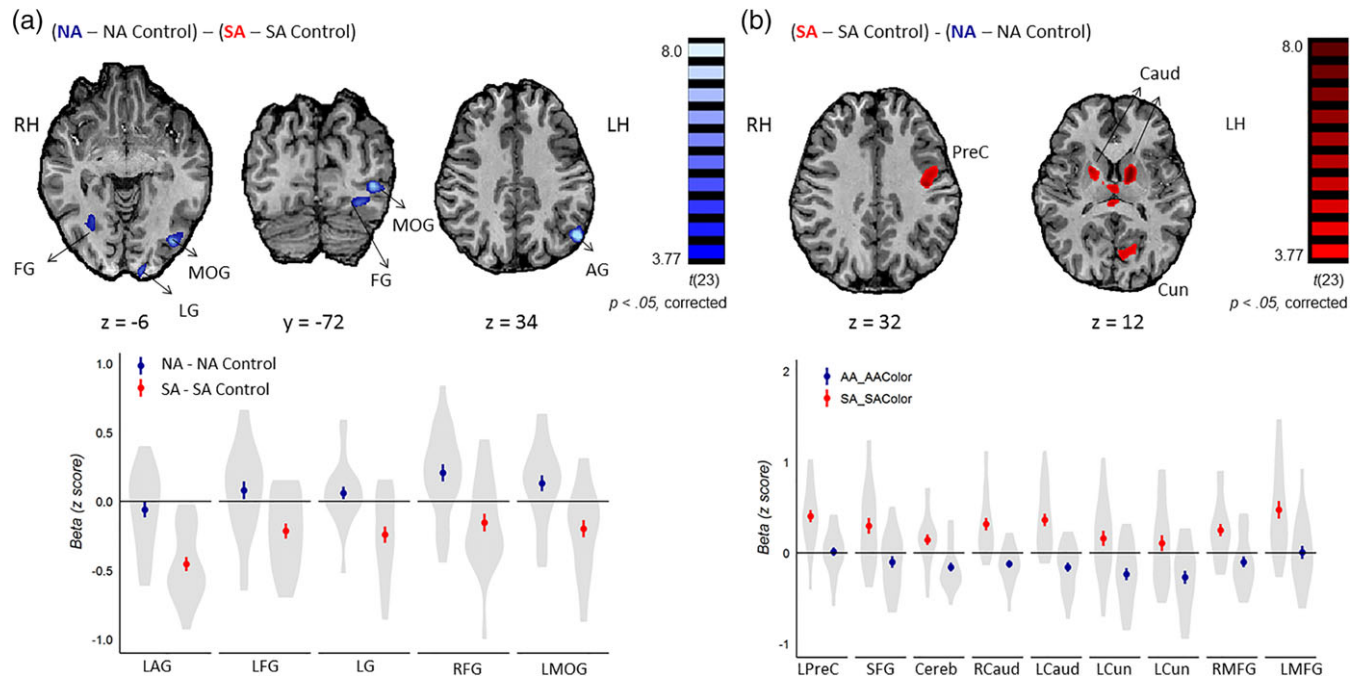 (a)
(NA – NA Control) – (SA – SA Control)
8.0
RH
LH
MOG
FG
MOG
LG
FG
AG
3.77
t(23)
p < .05, corrected
z = -6
y = -72
z = 34
NA - NA Control
SA - SA Control
1.0
0.5
0.0
-0.5
-1.0
Beta (z score)
LAG
LFG
LG
RFG
LMOG
(b)
(SA – SA Control) - (NA – NA Control)
8.0
Caud
RH
LH
PreC
Cun
3.77
t(23)
p < .05, corrected
z = 32
z = 12
AA_AAColor
SA_SAColor
2
1
0
-1
Beta (z score)
LPreC
SFG
Cereb
RCaud
LCaud
LCun
LCun
RMFG
LMFG